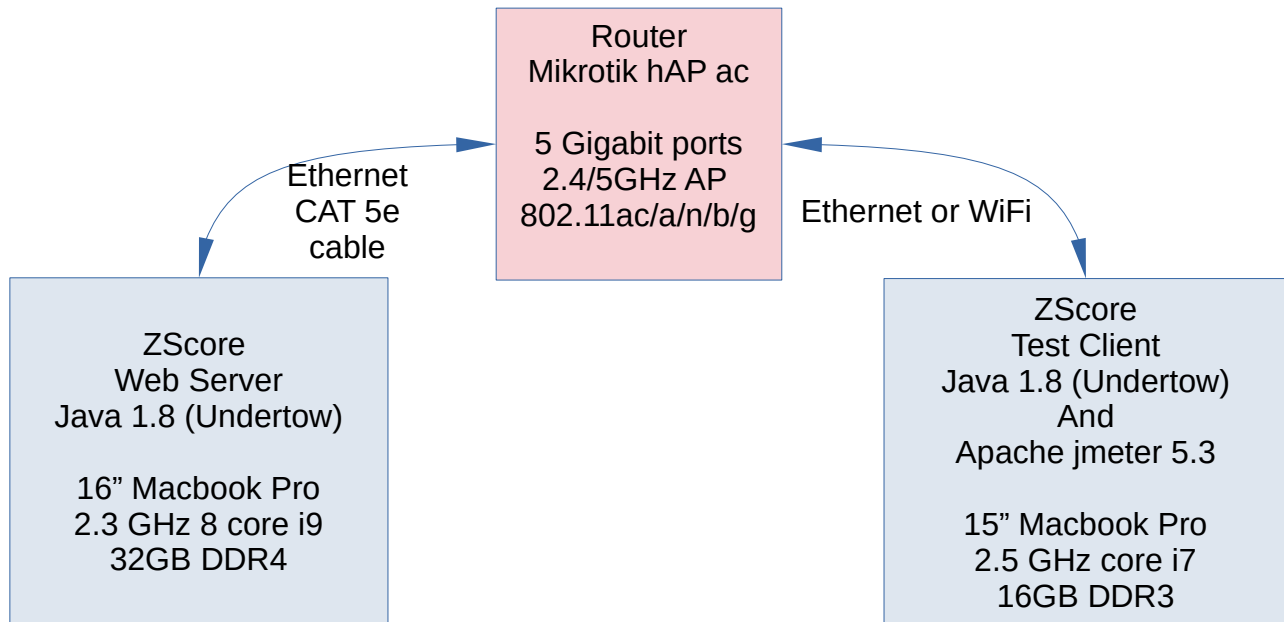 Router
Mikrotik hAP ac
5 Gigabit ports
2.4/5GHz AP
802.11ac/a/n/b/g
Ethernet
CAT 5e
cable
Ethernet or WiFi
ZScore
Web Server
Java 1.8 (Undertow)
16” Macbook Pro
2.3 GHz 8 core i9
32GB DDR4
ZScore
Test Client
Java 1.8 (Undertow)
And
Apache jmeter 5.3
15” Macbook Pro
2.5 GHz core i7
16GB DDR3